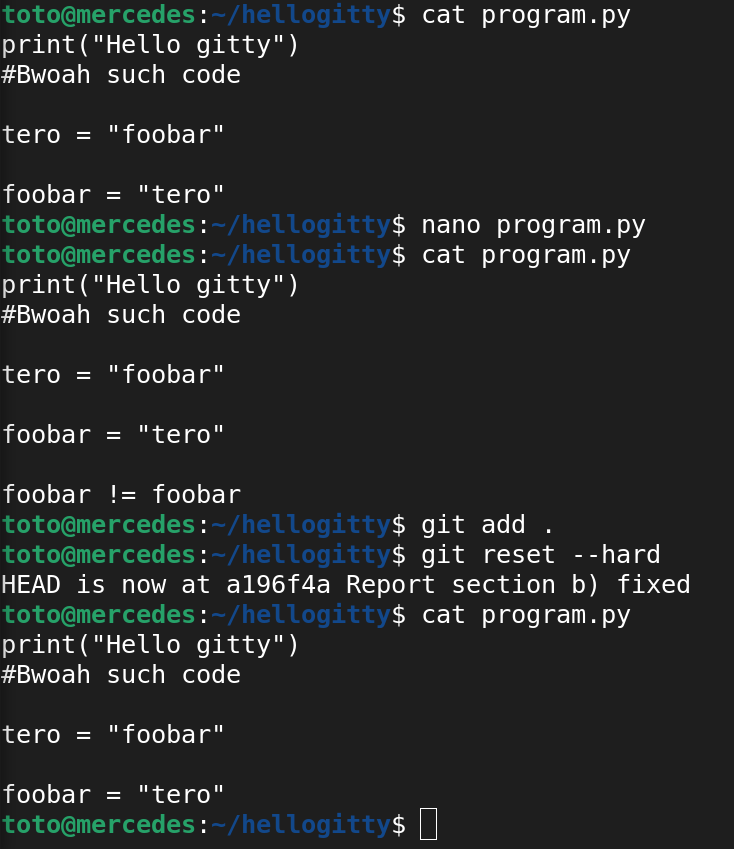 toto@mercedes:~/hellogitty$ cat program.py
print("Hello gitty")
#Bwoah such code
tero = "foobar"
foobar = "tero"
toto@mercedes:~/hellogitty$ nano program.py
toto@mercedes:~/hellogitty$ cat program.py
print("Hello gitty")
#Bwoah such code
tero = "foobar"
foobar = "tero"
foobar != foobar
toto@mercedes:~/hellogitty$ git add .
toto@mercedes:~/hellogitty$ git reset --hard
HEAD is now at a196f4a Report section b) fixed
toto@mercedes:~/hellogitty$ cat program.py
print("Hello gitty")
#Bwoah such code
tero = "foobar"
foobar = "tero"
toto@mercedes:~/hellogitty$